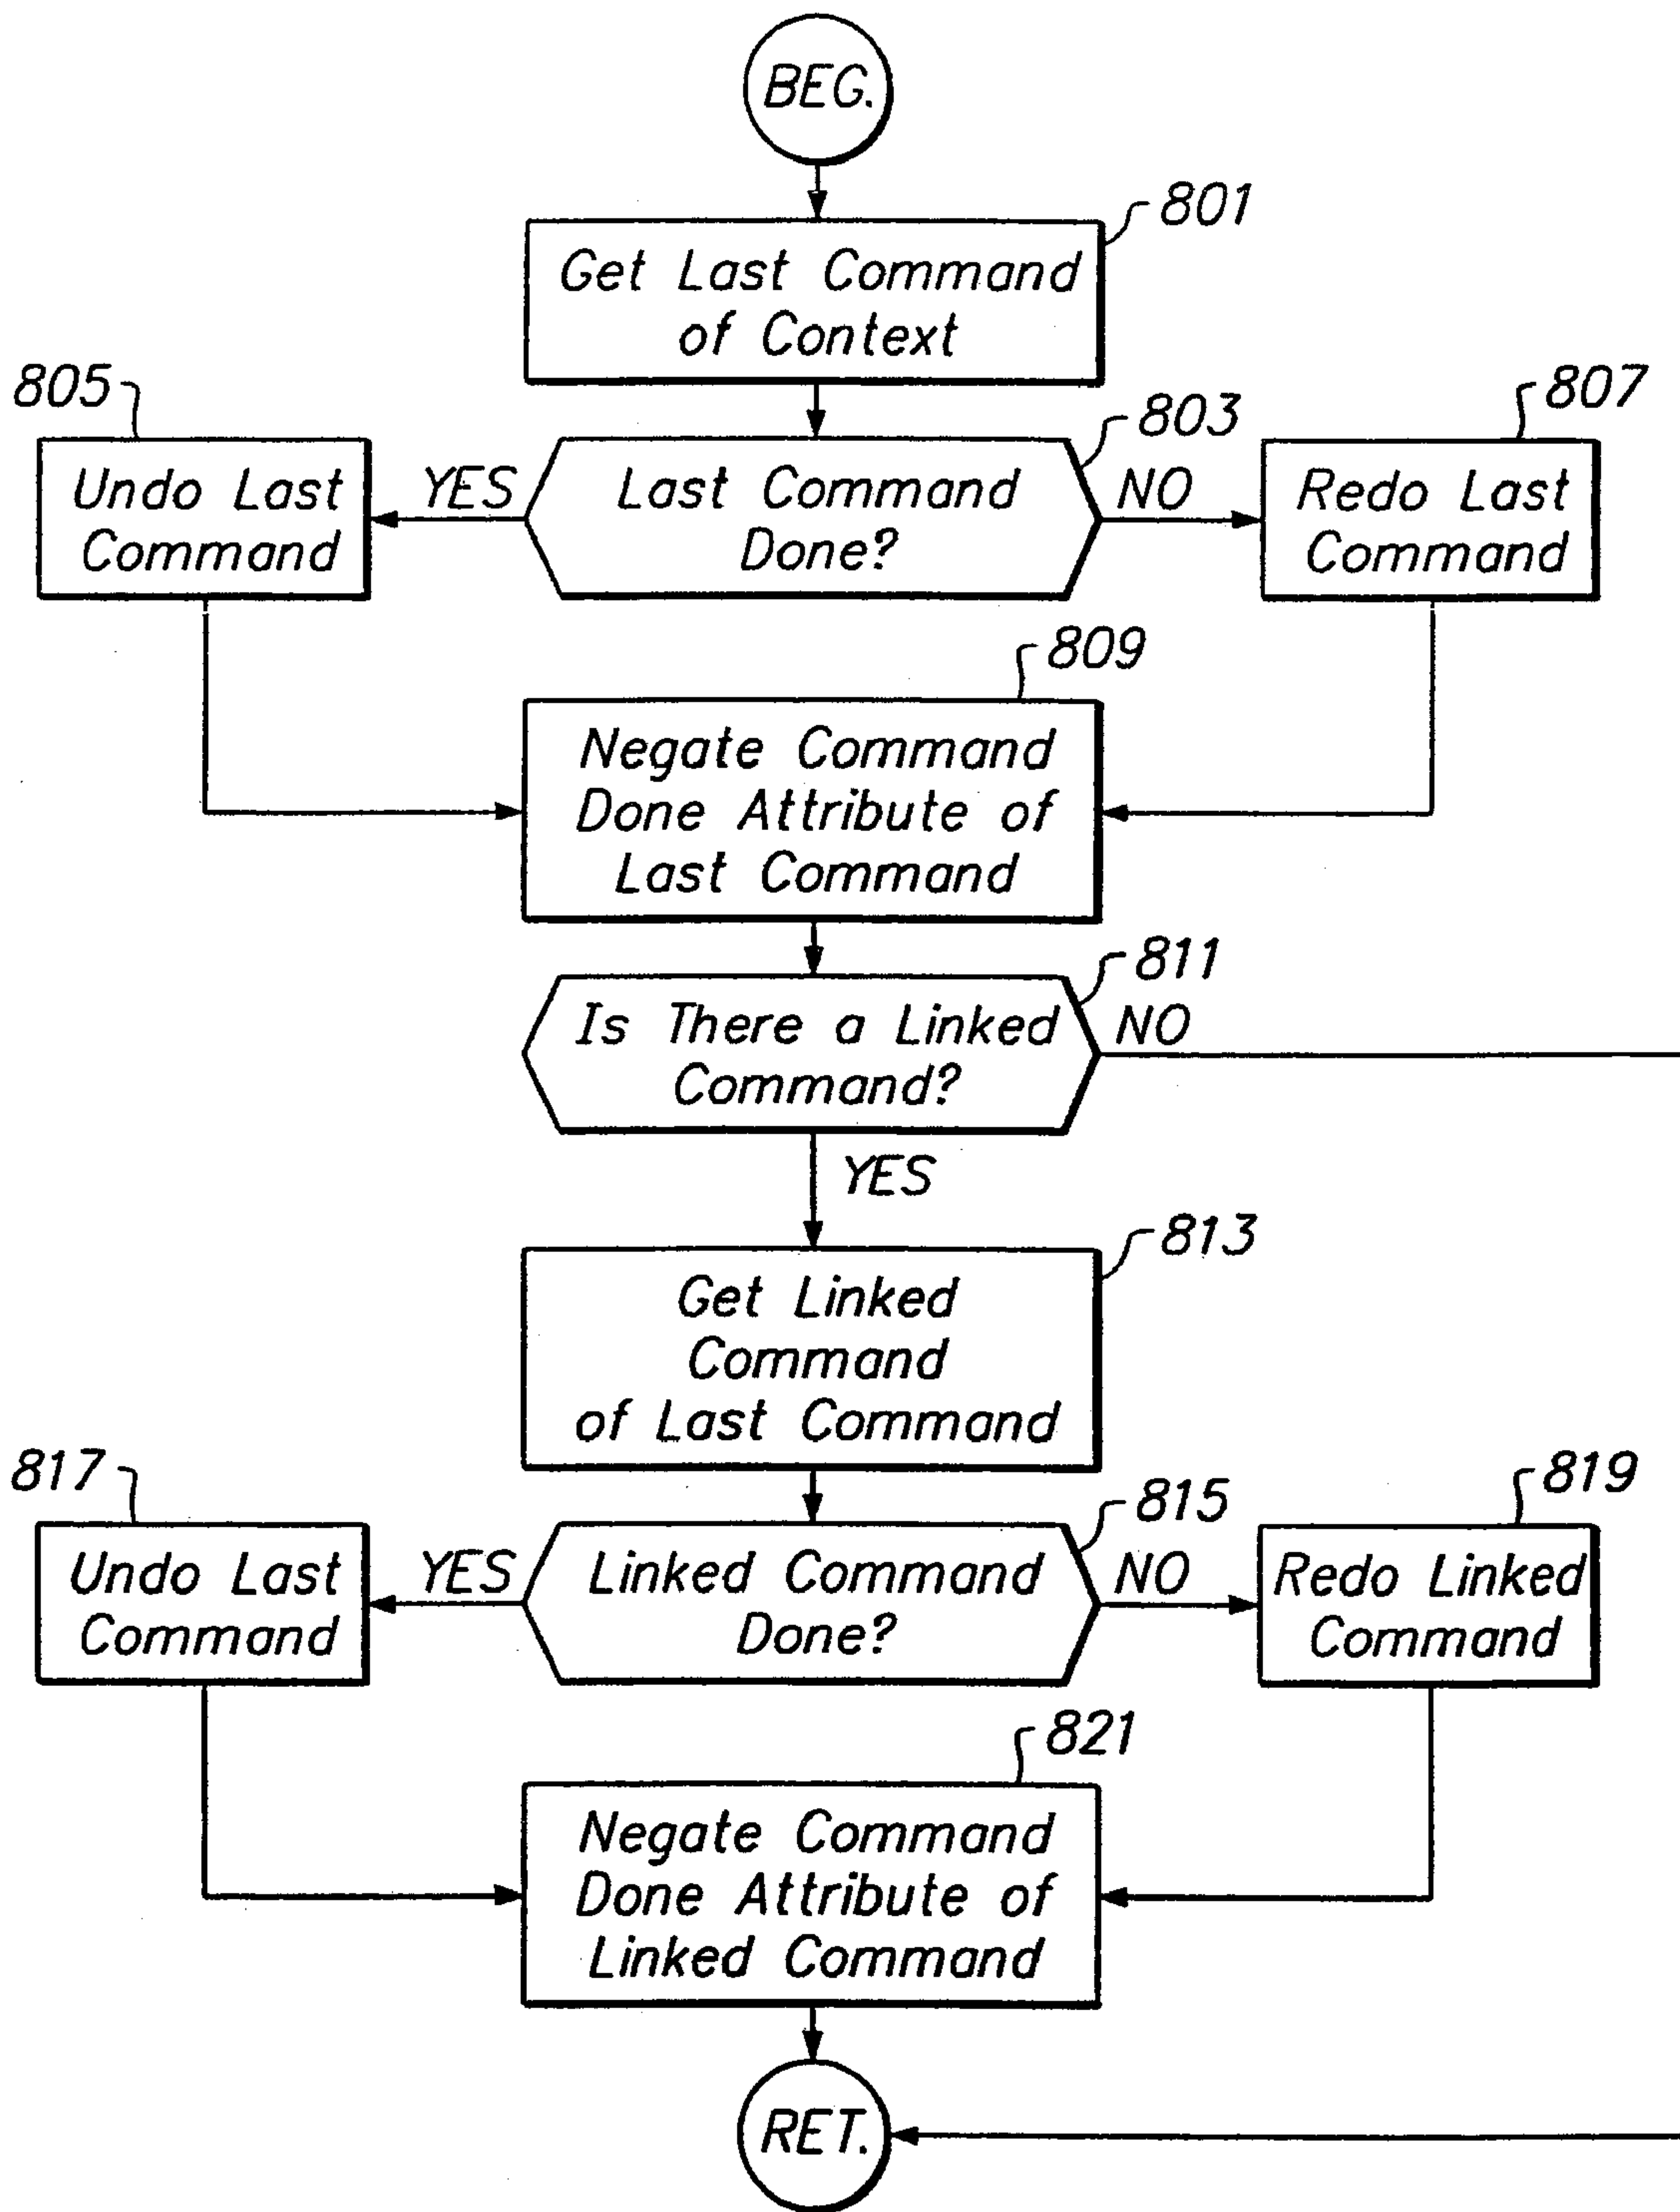 BEG.
801
Get Last Command
of Context
805
803
807
Undo Last
Command
YES
Last Command
Done?
NO
Redo Last
Command
809
Negate Command
Done Attribute of
Last Command
811
Is There a Linked
Command?
NO
YES
813
Get Linked
Command
of Last Command
817
815
819
Undo Last
Command
YES
Linked Command
Done?
NO
Redo Linked
Command
821
Negate Command
Done Attribute of
Linked Command
RET.